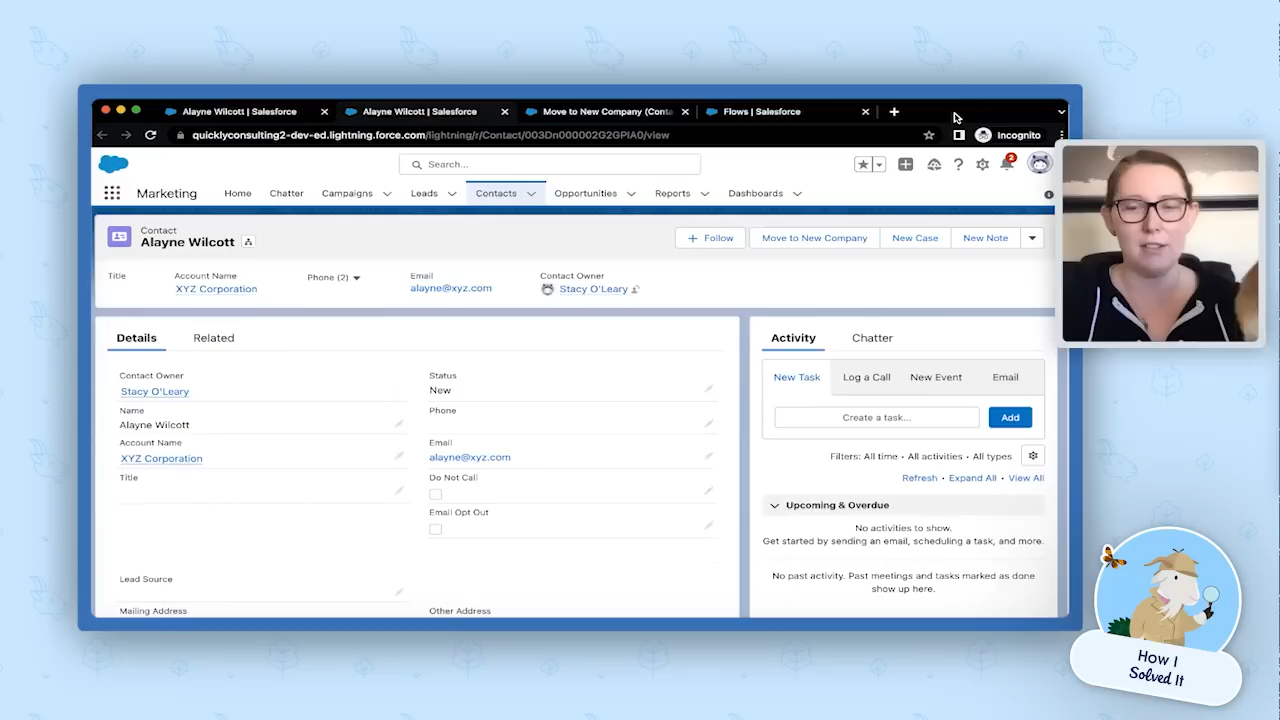 Alayne Wilcott | Salesforce
Alayne Wilcott | Salesforce
Move to New Company (Conta
Flows | Salesforce
quicklyconsulting2-dev-ed.lightning.force.com/lightning/r/Contact/003Dn000002G2GPIA0/view
Incognito
Search...
2
Marketing
Home
Chatter
Campaigns
Leads
Contacts
Opportunities
Reports
Dashboards
Contact
Alayne Wilcott
Follow
Move to New Company
New Case
New Note
Title
Account Name
XYZ Corporation
Phone (2)
Email
alayne@xyz.com
Contact Owner
Stacy O'Leary
Details
Related
Contact Owner
Stacy O'Leary
Name
Alayne Wilcott
Account Name
XYZ Corporation
Title
Lead Source
Mailing Address
Status
New
Phone
Email
alayne@xyz.com
Do Not Call
Email Opt Out
Other Address
Activity
Chatter
New Task
Log a Call
New Event
Email
Create a task...
Add
Filters: All time • All activities • All types
Refresh • Expand All • View All
Upcoming & Overdue
No activities to show.
Get started by sending an email, scheduling a task, and more.
No past activity. Past meetings and tasks marked as done
show up here.
How I
Solved It